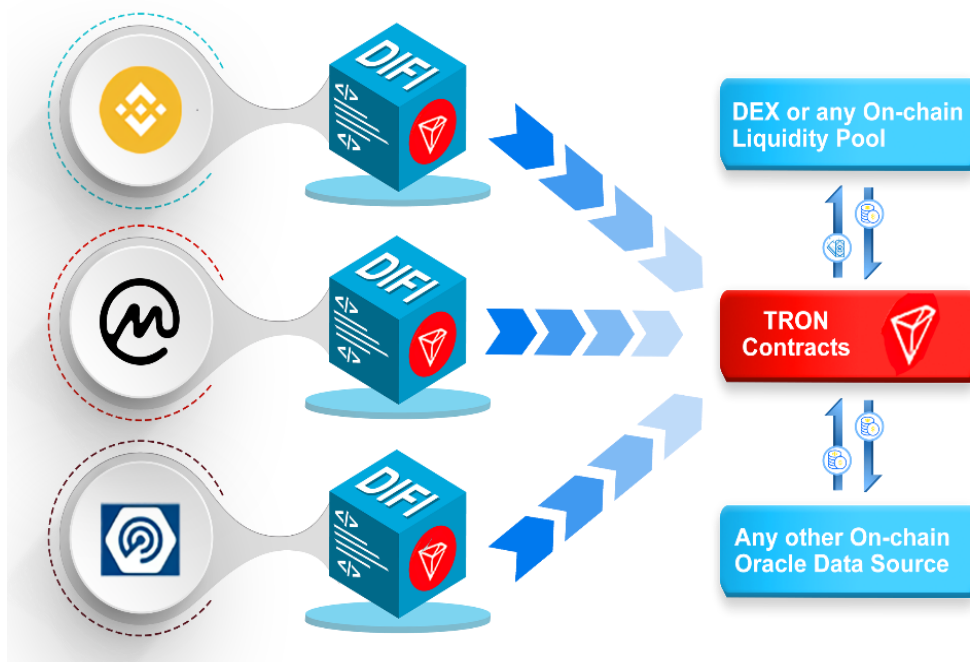 DIFI
</>
</>
DEX or any On-chain
Liquidity Pool
DIFI
</>
</>
TRON
Contracts
DIFI
</>
</>
Any other On-chain
Oracle Data Source